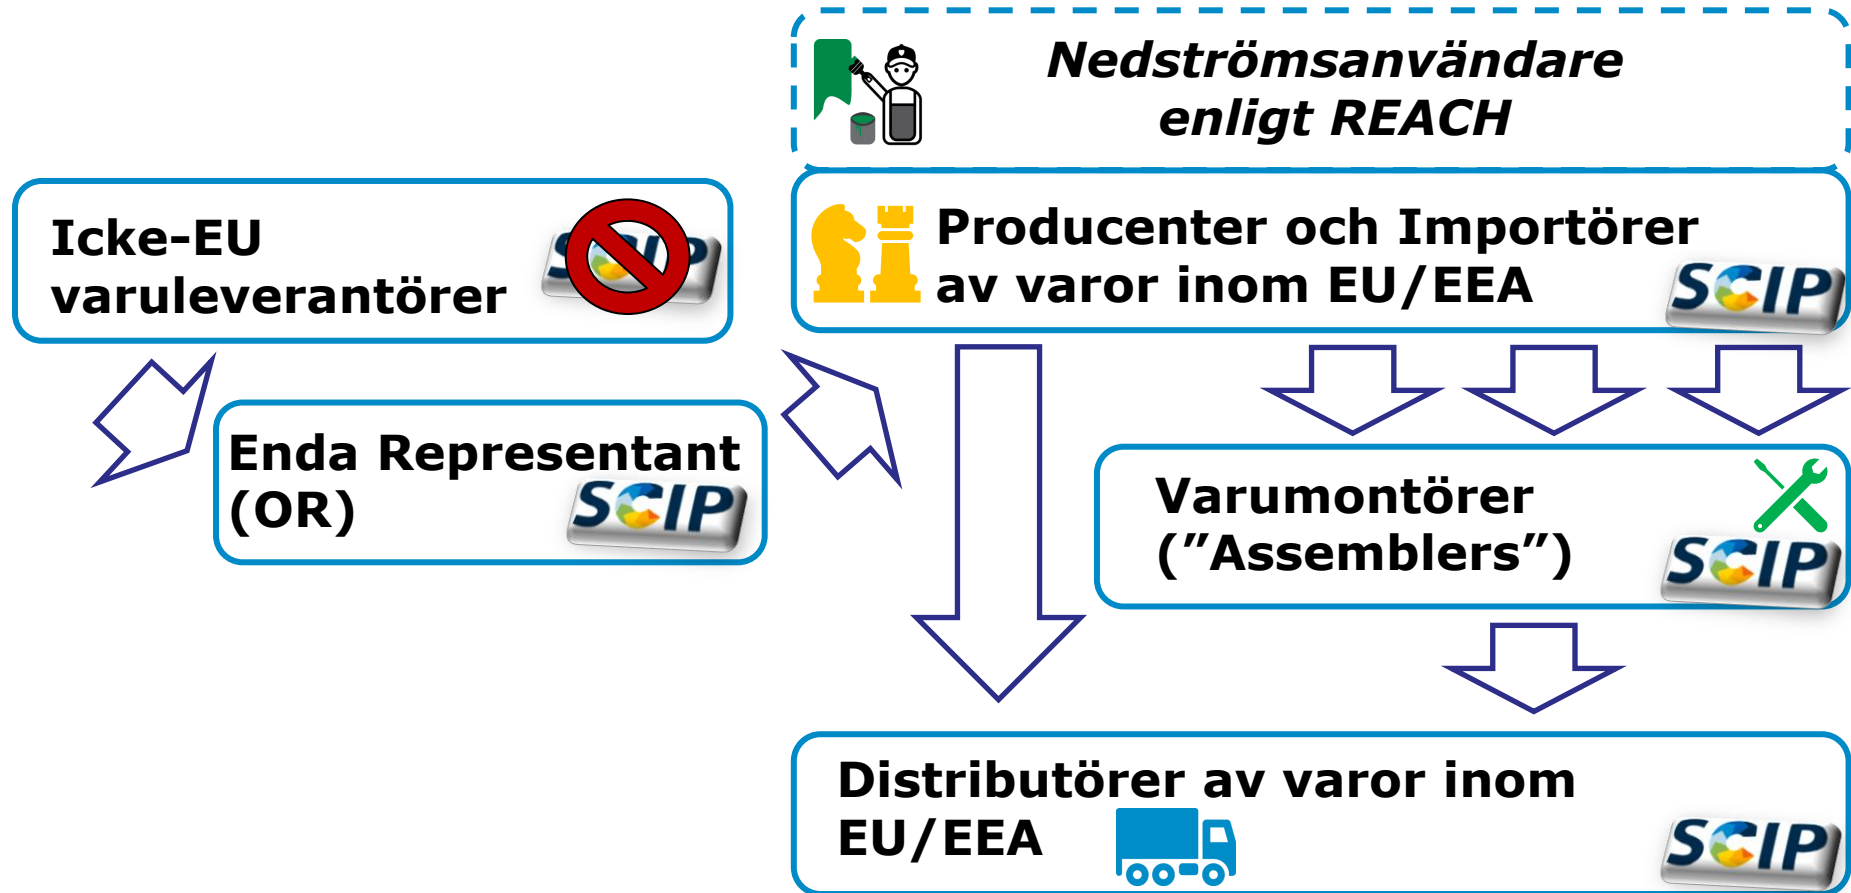 Nedströmsanvändare
enligt REACH
Icke-EU
varuleverantörer
SCIP
Producenter och Importörer
av varor inom EU/EEA
SCIP
Enda Representant
(OR)
SCIP
Varumontörer
(”Assemblers”)
SCIP
Distributörer av varor inom
EU/EEA
SCIP